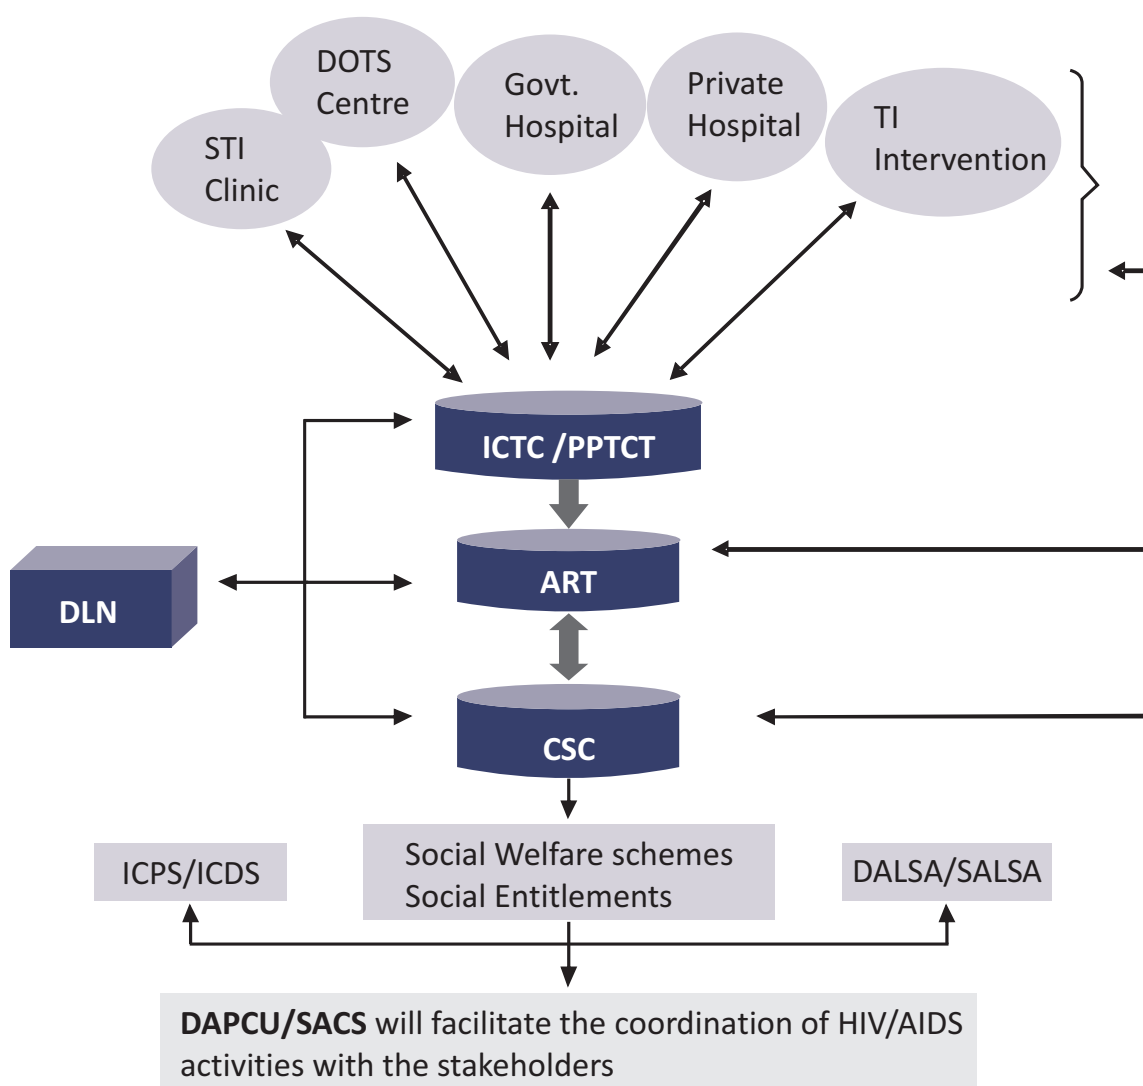 DOTS
Centre
Govt.
Hospital
Private
Hospital
TI
Intervention
STI
Clinic
ICTC /PPTCT
ART
DLN
CSC
Social Welfare schemes
Social Entitlements
ICPS/ICDS
DALSA/SALSA
DAPCU/SACS will facilitate the coordination of HIV/AIDS
activities with the stakeholders